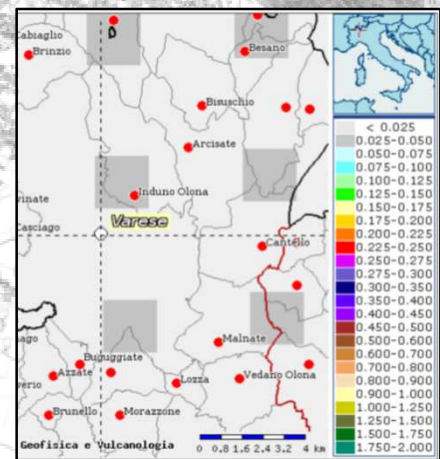 Cabiaglio
Brinzio
Besano
Bisuschio
Arcisate
Induno Olona
rinate
Varese
Casciago
Cantello
Malnate
ago
Buguggiate
Azzate
erio
Lozza
Vedano Olona
Brunello
Morazzone
Geofisica e Vulcanologia
0 0.8 1.6 2.4 3.2 4 km
< 0.025
0.025-0.050
0.050-0.075
0.075-0.100
0.100-0.125
0.125-0.150
0.150-0.175
0.175-0.200
0.200-0.225
0.225-0.250
0.250-0.275
0.275-0.300
0.300-0.350
0.350-0.400
0.400-0.450
0.450-0.500
0.500-0.600
0.600-0.700
0.700-0.800
0.800-0.900
0.900-1.000
1.000-1.250
1.250-1.500
1.500-1.750
1.750-2.000